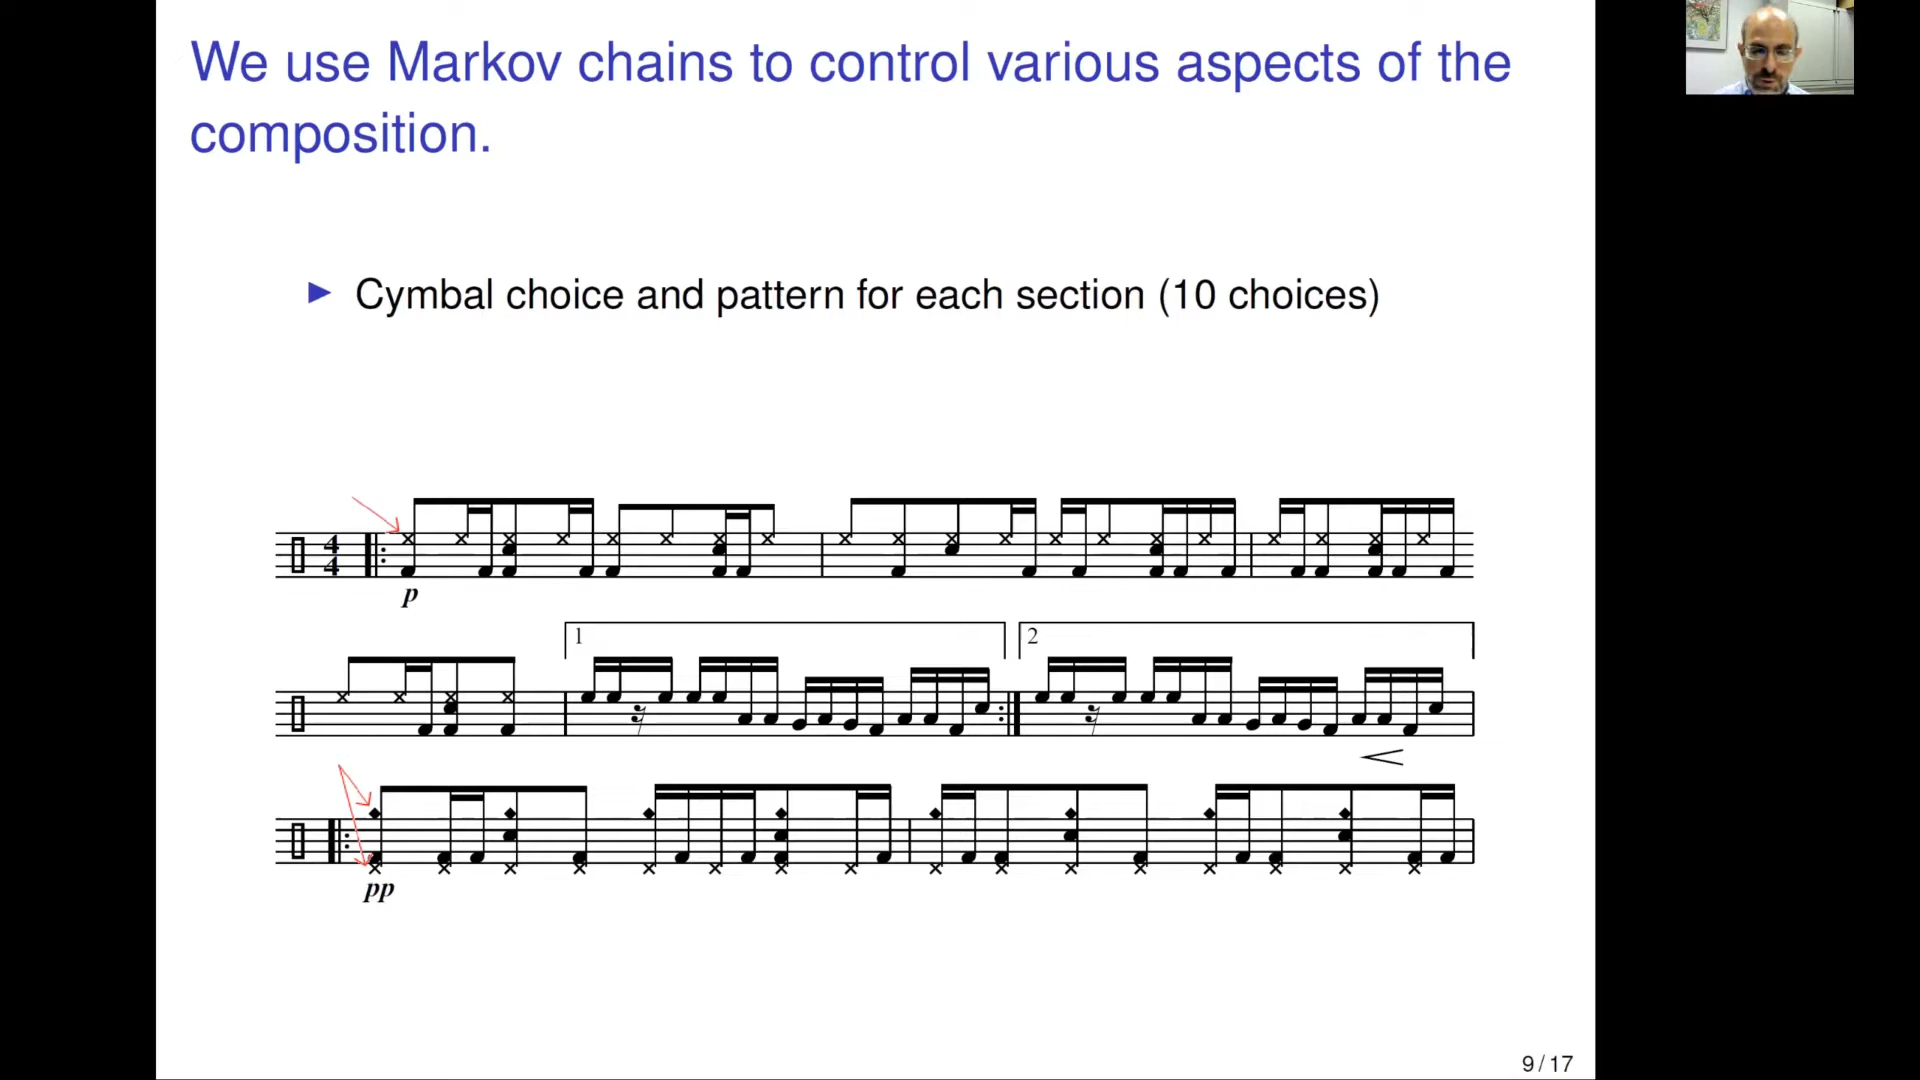 We use Markov chains to control various aspects of the
composition.
Cymbal choice and pattern for each section (10 choices)
4
4
p
1
2
pp
9 / 17